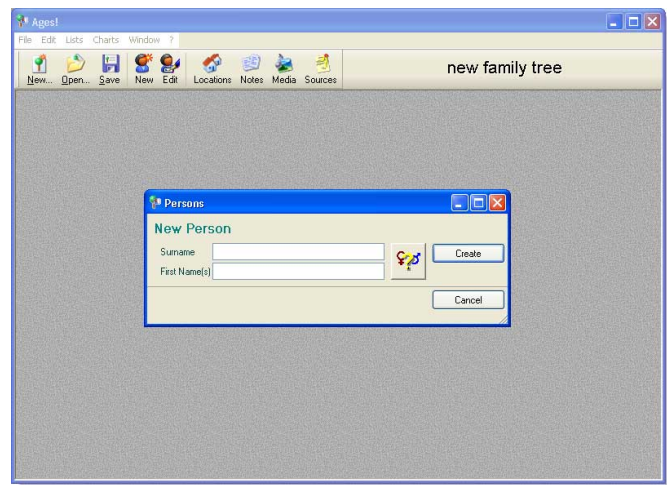 Ages!
File Edit Lists Charts Window ?
New... Open... Save New Edit Locations Notes Media Sources
new family tree
Persons
New Person
Surname
Create
First Name(s)
Cancel